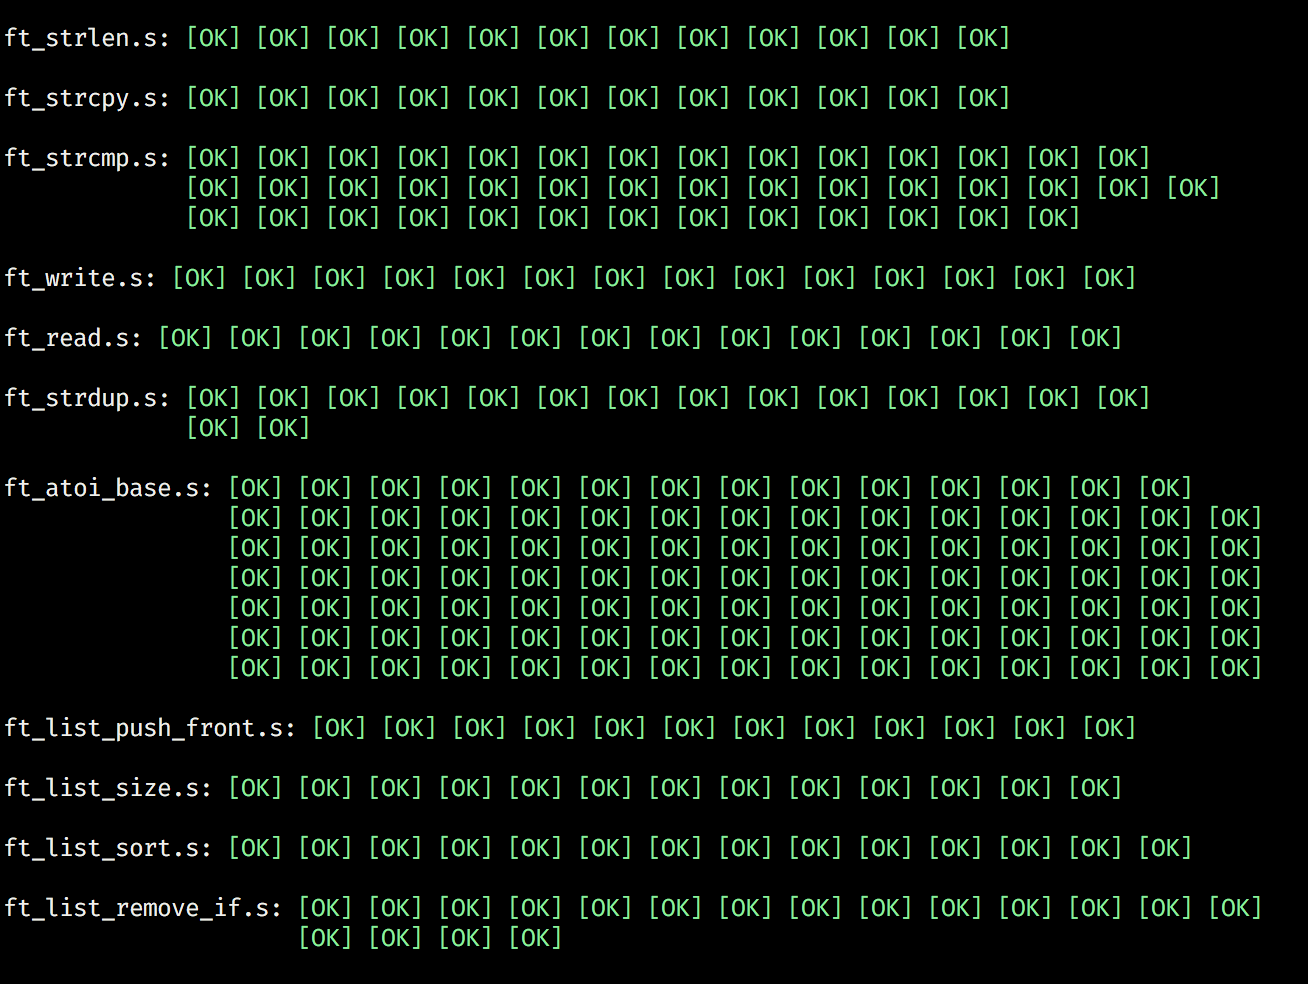 ft_strlen.s: [OK] [OK] [OK] [OK] [OK] [OK] [OK] [OK] [OK] [OK] [OK] [OK]
ft_strcpy.s: [OK] [OK] [OK] [OK] [OK] [OK] [OK] [OK] [OK] [OK] [OK] [OK]
ft_strcmp.s: [OK] [OK] [OK] [OK] [OK] [OK] [OK] [OK] [OK] [OK] [OK] [OK] [OK] [OK]
[OK] [OK] [OK] [OK] [OK] [OK] [OK] [OK] [OK] [OK] [OK] [OK] [OK] [OK] [OK]
[OK] [OK] [OK] [OK] [OK] [OK] [OK] [OK] [OK] [OK] [OK] [OK] [OK]
ft_write.s: [OK] [OK] [OK] [OK] [OK] [OK] [OK] [OK] [OK] [OK] [OK] [OK] [OK] [OK]
ft_read.s: [OK] [OK] [OK] [OK] [OK] [OK] [OK] [OK] [OK] [OK] [OK] [OK] [OK] [OK]
ft_strdup.s: [OK] [OK] [OK] [OK] [OK] [OK] [OK] [OK] [OK] [OK] [OK] [OK] [OK] [OK]
[OK] [OK]
ft_atoi_base.s: [OK] [OK] [OK] [OK] [OK] [OK] [OK] [OK] [OK] [OK] [OK] [OK] [OK] [OK]
[OK] [OK] [OK] [OK] [OK] [OK] [OK] [OK] [OK] [OK] [OK] [OK] [OK] [OK] [OK]
[OK] [OK] [OK] [OK] [OK] [OK] [OK] [OK] [OK] [OK] [OK] [OK] [OK] [OK] [OK]
[OK] [OK] [OK] [OK] [OK] [OK] [OK] [OK] [OK] [OK] [OK] [OK] [OK] [OK] [OK]
[OK] [OK] [OK] [OK] [OK] [OK] [OK] [OK] [OK] [OK] [OK] [OK] [OK] [OK] [OK]
[OK] [OK] [OK] [OK] [OK] [OK] [OK] [OK] [OK] [OK] [OK] [OK] [OK] [OK] [OK]
[OK] [OK] [OK] [OK] [OK] [OK] [OK] [OK] [OK] [OK] [OK] [OK] [OK] [OK] [OK]
ft_list_push_front.s: [OK] [OK] [OK] [OK] [OK] [OK] [OK] [OK] [OK] [OK] [OK] [OK]
ft_list_size.s: [OK] [OK] [OK] [OK] [OK] [OK] [OK] [OK] [OK] [OK] [OK] [OK] [OK]
ft_list_sort.s: [OK] [OK] [OK] [OK] [OK] [OK] [OK] [OK] [OK] [OK] [OK] [OK] [OK] [OK]
ft_list_remove_if.s: [OK] [OK] [OK] [OK] [OK] [OK] [OK] [OK] [OK] [OK] [OK] [OK] [OK] [OK]
[OK] [OK] [OK] [OK]